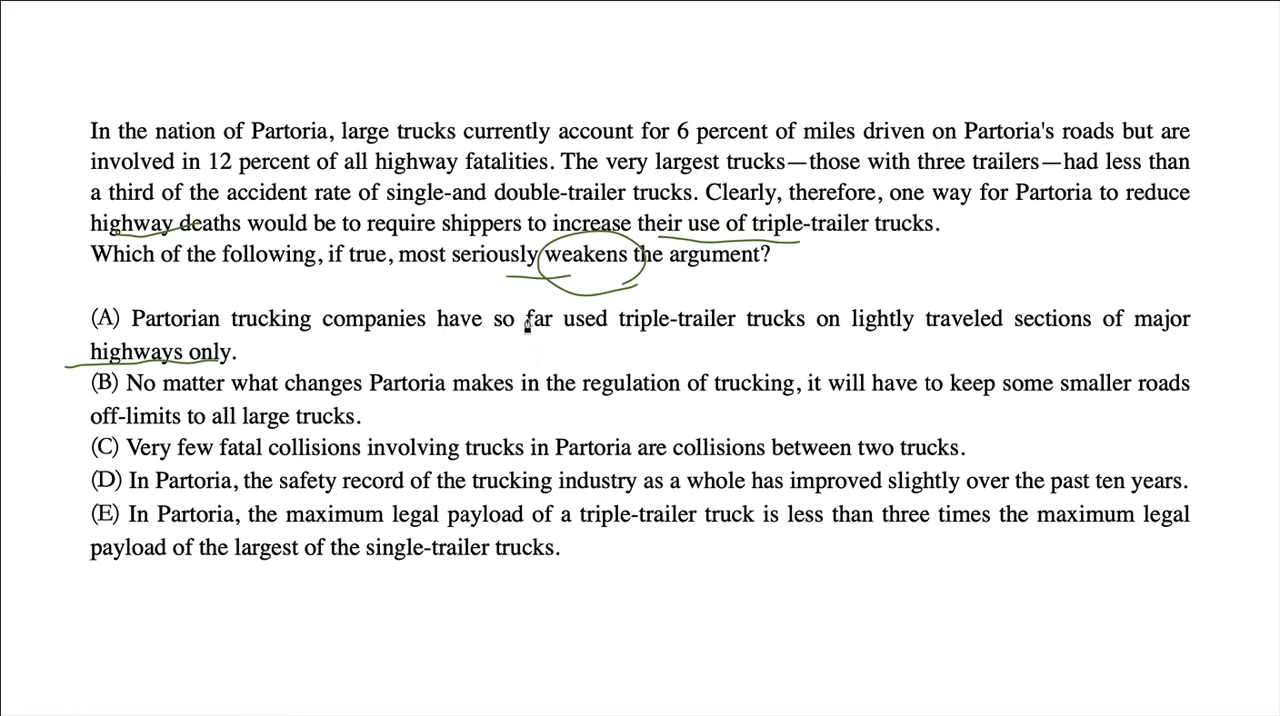 In the nation of Partoria, large trucks currently account for 6 percent of miles driven on Partoria's roads but are
involved in 12 percent of all highway fatalities. The very largest trucks—those with three trailers—had less than
a third of the accident rate of single-and double-trailer trucks. Clearly, therefore, one way for Partoria to reduce
highway deaths would be to require shippers to increase their use of triple-trailer trucks.
Which of the following, if true, most seriously weakens the argument?
(A) Partorian trucking companies have so far used triple-trailer trucks on lightly traveled sections of major
highways only.
(B) No matter what changes Partoria makes in the regulation of trucking, it will have to keep some smaller roads
off-limits to all large trucks.
(C) Very few fatal collisions involving trucks in Partoria are collisions between two trucks.
(D) In Partoria, the safety record of the trucking industry as a whole has improved slightly over the past ten years.
(E) In Partoria, the maximum legal payload of a triple-trailer truck is less than three times the maximum legal
payload of the largest of the single-trailer trucks.